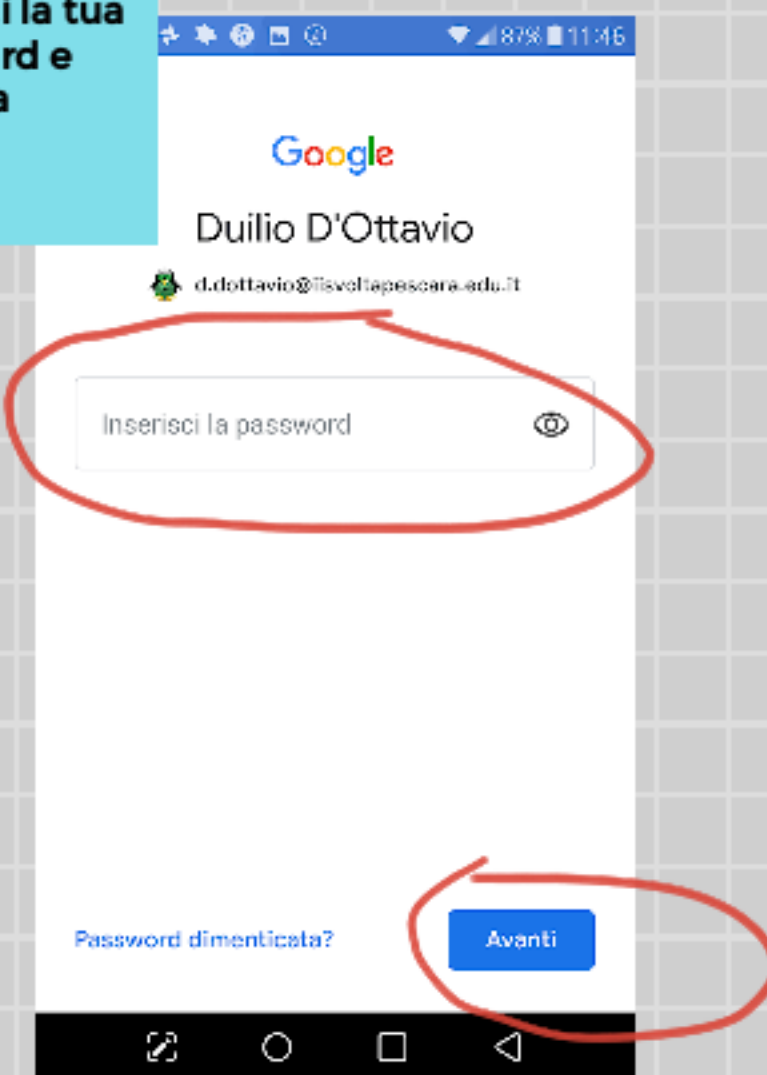 i la tua
rd e
a
87% 11:46
Google
Duilio D'Ottavio
d.dottavio@iisvoltapescara.edu.it
Inserisci la password
Password dimenticata?
Avanti